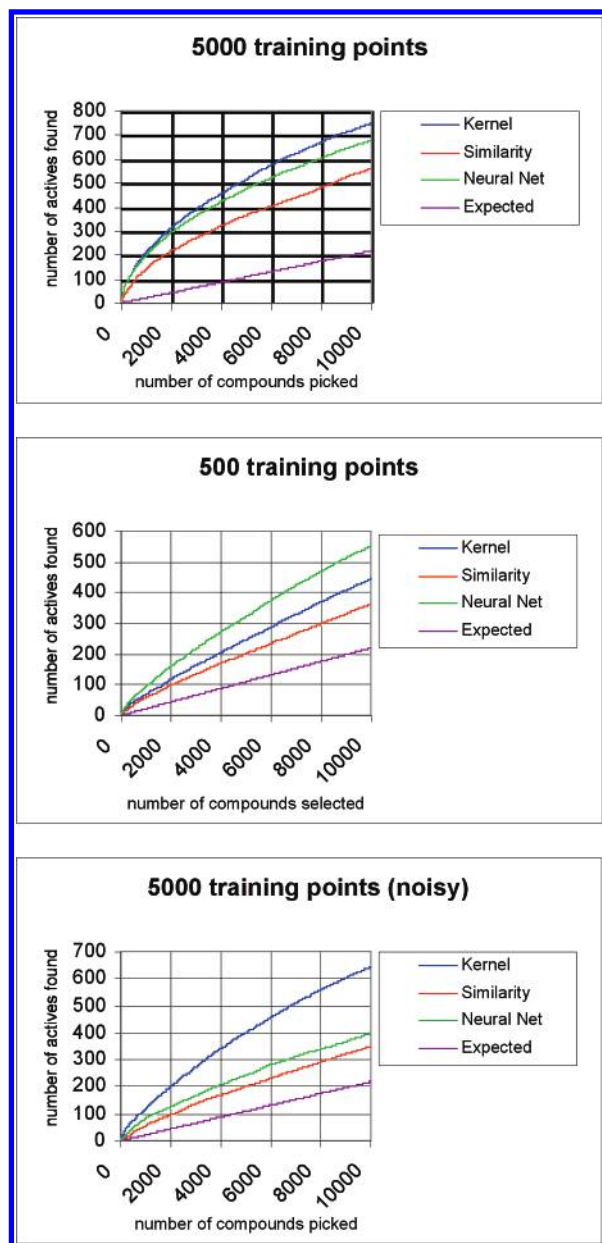 5000 training points
number of actives found
800
700
600
500
400
300
200
100
0
0
2000
4000
6000
8000
10000
number of compounds picked
Kernel
Similarity
Neural Net
Expected
500 training points
number of actives found
600
500
400
300
200
100
0
0
2000
4000
6000
8000
10000
number of compounds selected
Kernel
Similarity
Neural Net
Expected
5000 training points (noisy)
number of actives found
700
600
500
400
300
200
100
0
0
2000
4000
6000
8000
10000
number of compounds picked
Kernel
Similarity
Neural Net
Expected